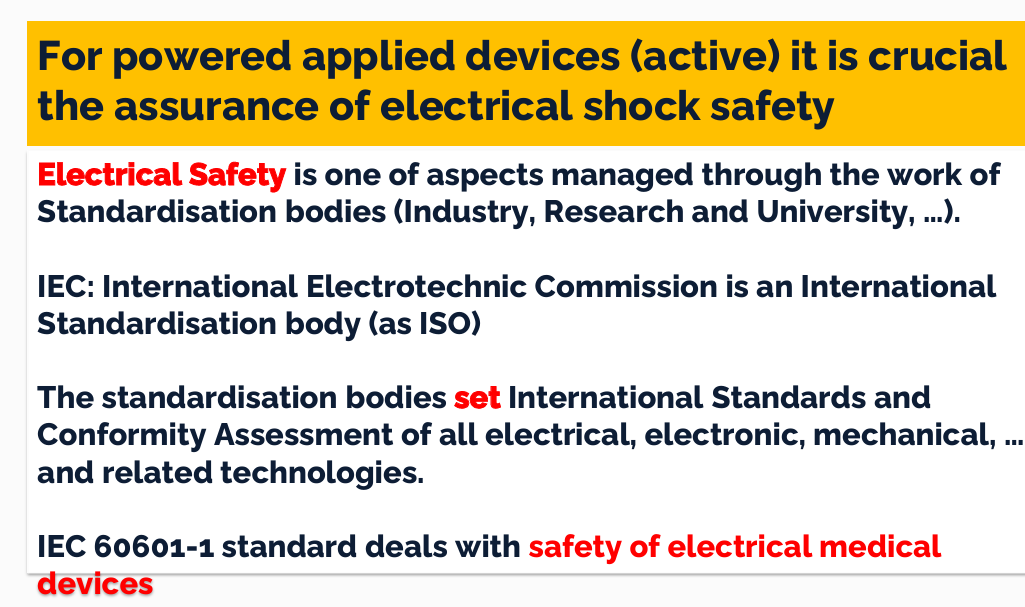 For powered applied devices (active) it is crucial
the assurance of electrical shock safety
Electrical Safety is one of aspects managed through the work of
Standardisation bodies (Industry, Research and University, …).
IEC: International Electrotechnic Commission is an International
Standardisation body (as ISO)
The standardisation bodies set International Standards and
Conformity Assessment of all electrical, electronic, mechanical, …
and related technologies.
IEC 60601-1 standard deals with safety of electrical medical
devices